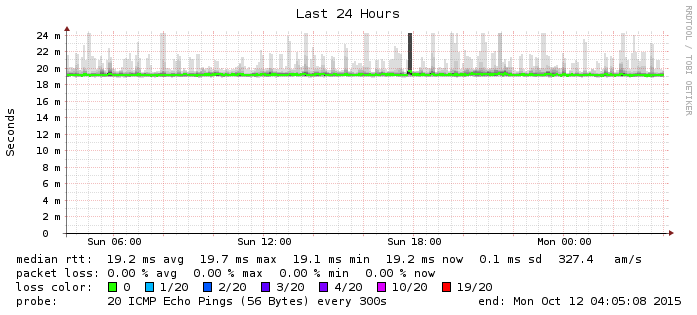 Last 24 Hours
RRDTOOL / TOBI OETIKER
Seconds
24 m
22 m
20 m
18 m
16 m
14 m
12 m
10 m
8 m
6 m
4 m
2 m
0
Sun 06:00 Sun 12:00 Sun 18:00 Mon 00:00
median rtt: 19.2 ms avg 19.7 ms max 19.1 ms min 19.2 ms now 0.1 ms sd 327.4 am/s
packet loss: 0.00 % avg 0.00 % max 0.00 % min 0.00 % now
loss color: 0 1/20 2/20 3/20 4/20 10/20 19/20
probe: 20 ICMP Echo Pings (56 Bytes) every 300s end: Mon Oct 12 04:05:08 2015